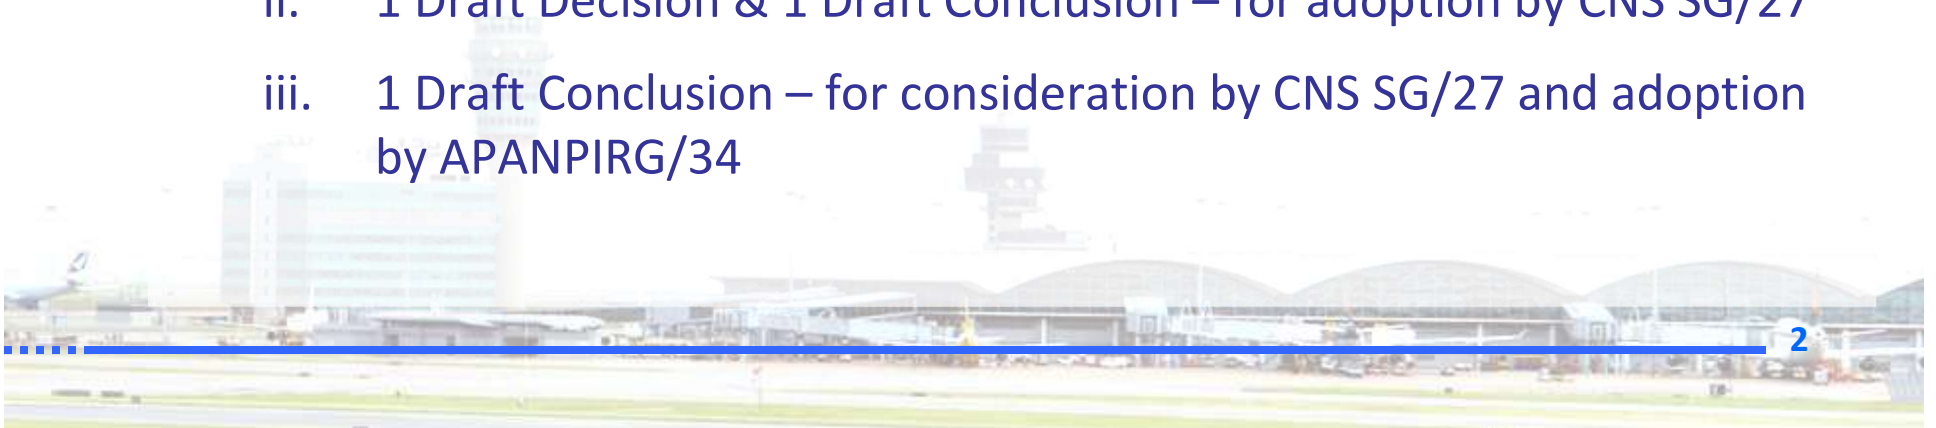 ii. 1 Draft Decision & 1 Draft Conclusion – for adoption by CNS SG/27
iii. 1 Draft Conclusion – for consideration by CNS SG/27 and adoption
by APANPIRG/34
2